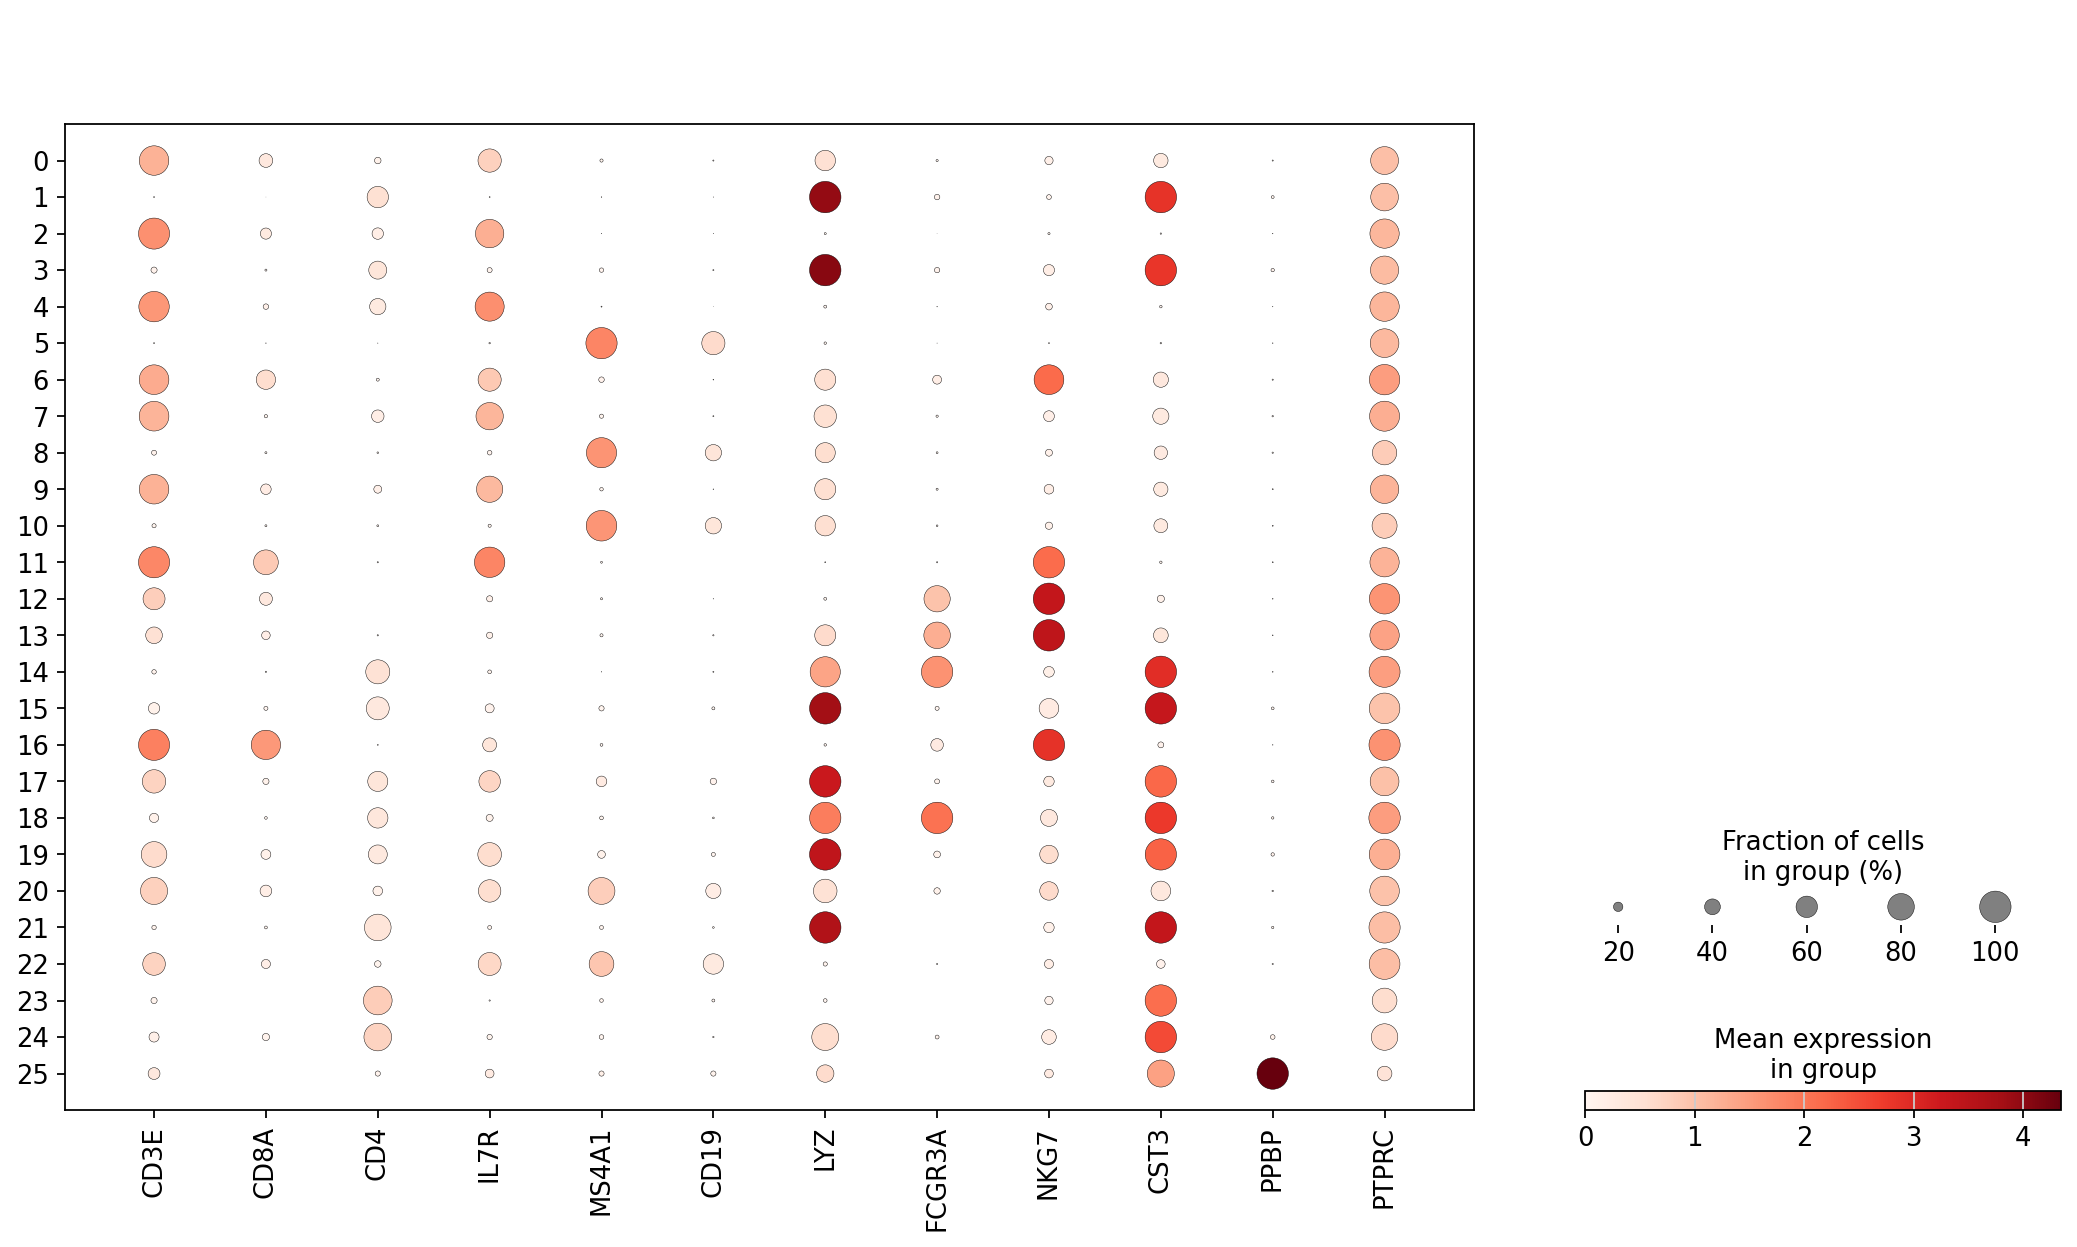 0
1
2
3
4
5
6
7
8
9
10
11
12
13
14
15
16
17
18
19
20
21
22
23
24
25
CD3E
CD8A
CD4
IL7R
MS4A1
CD19
LYZ
FCGR3A
NKG7
CST3
PPBP
PTPRC
Fraction of cells
in group (%)
20 40 60 80 100
Mean expression
in group
0 1 2 3 4